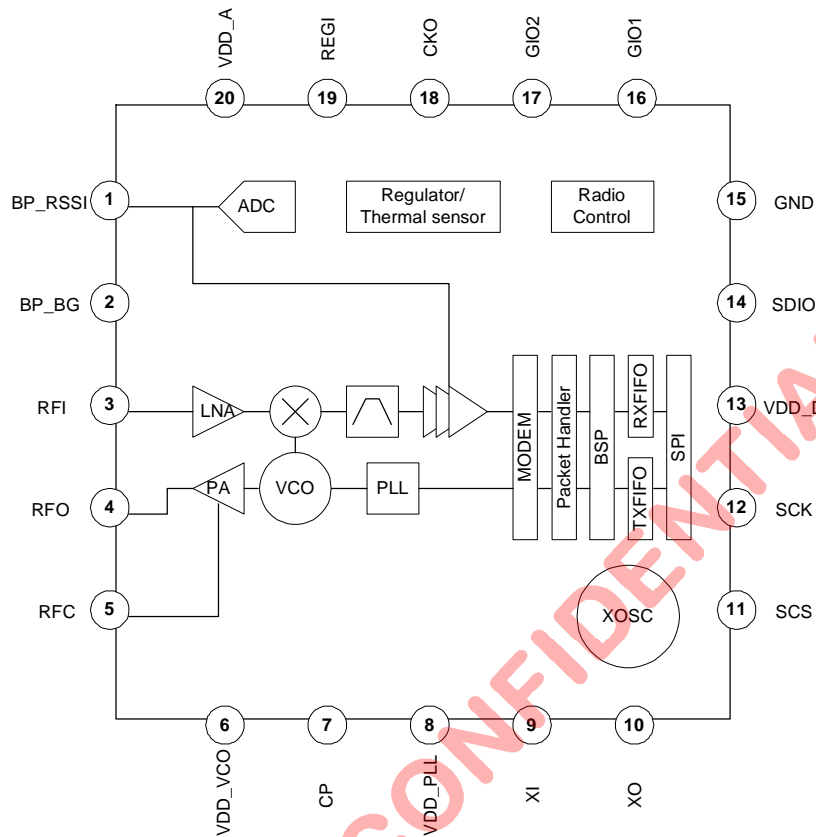 VDD_A
REGI
CKO
GIO2
GIO1
20
19
18
17
16
BP_RSSI
1
ADC
Regulator/
Thermal sensor
Radio
Control
15
GND
BP_BG
2
14
SDIO
RFI
3
LNA
MODEM
Packet Handler
BSP
RXFIFO
SPI
13
VDD_D
RFO
4
PA
VCO
PLL
TXFIFO
12
SCK
RFC
5
XOSC
11
SCS
6
7
8
9
10
VDD_VCO
CP
VDD_PLL
XI
XO
CONFIDENTIA